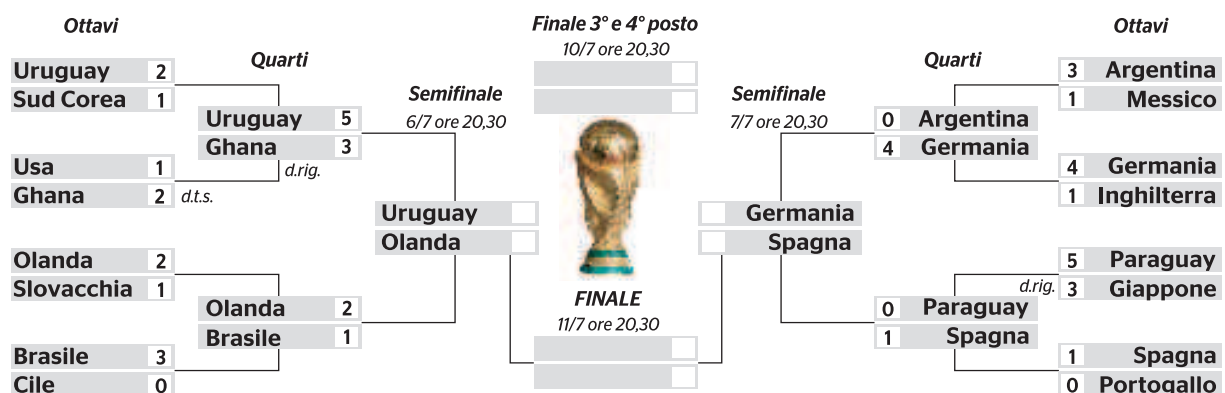 Ottavi
Quarti
Uruguay 2
Sud Corea 1
Usa 1
Ghana 2 d.t.s.
Olanda 2
Slovacchia 1
Brasile 3
Cile 0
Uruguay 5
Ghana 3
d.rig.
Olanda 2
Brasile 1
Semifinale
6/7 ore 20,30
Uruguay
Olanda
Finale 3° e 4° posto
10/7 ore 20,30
FINALE
11/7 ore 20,30
Semifinale
7/7 ore 20,30
Germania
Spagna
Quarti
0 Argentina
4 Germania
0 Paraguay
1 Spagna
Ottavi
3 Argentina
1 Messico
4 Germania
1 Inghilterra
5 Paraguay
d.rig. 3 Giappone
1 Spagna
0 Portogallo